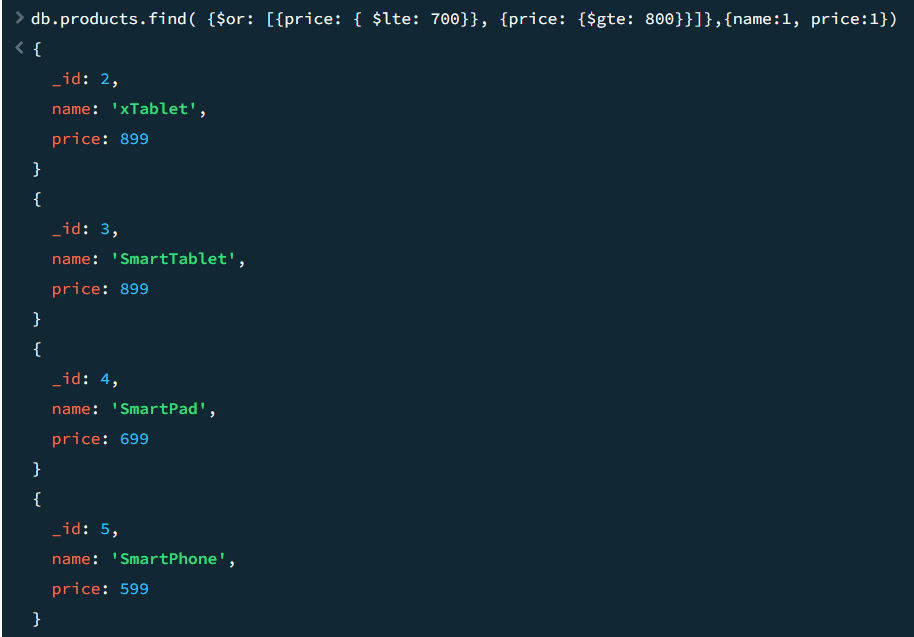 > db.products.find( {$or: [{price: { $lte: 700}}, {price: {$gte: 800}}]},{name:1, price:1})
< {
_id: 2,
name: 'xTablet',
price: 899
}
{
_id: 3,
name: 'SmartTablet',
price: 899
}
{
_id: 4,
name: 'SmartPad',
price: 699
}
{
_id: 5,
name: 'SmartPhone',
price: 599
}